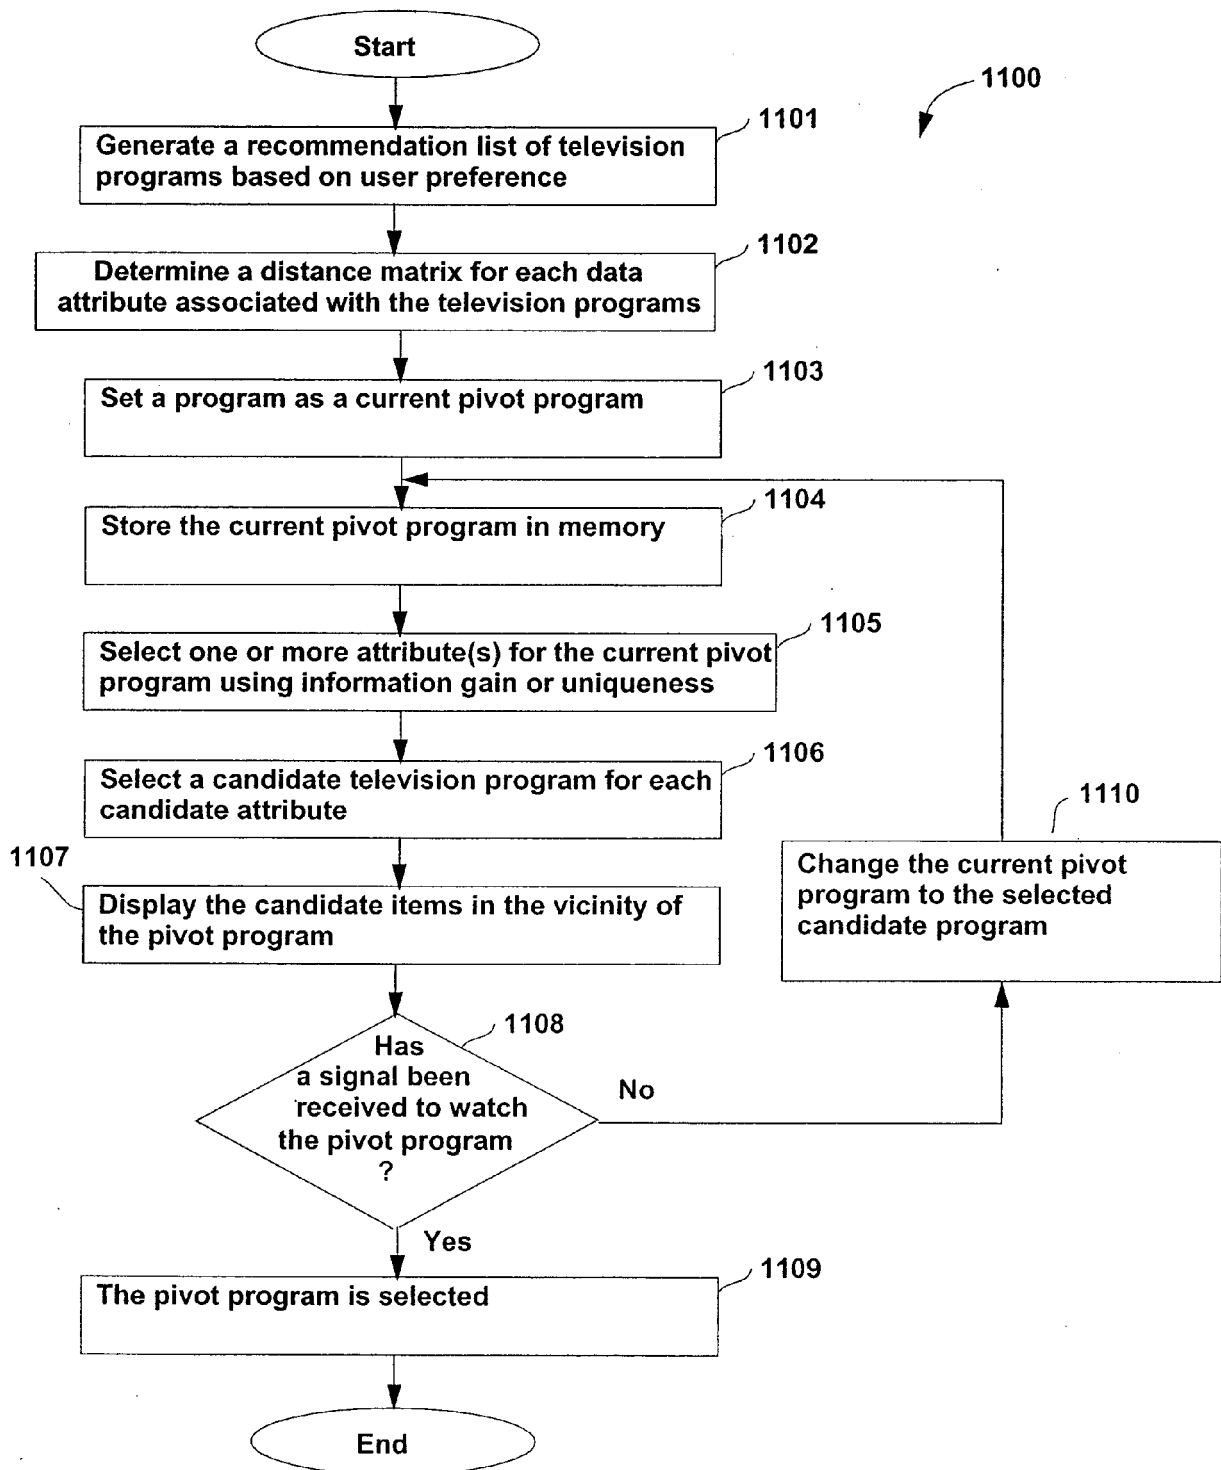 Start
1100
1101
Generate a recommendation list of television
programs based on user preference
1102
Determine a distance matrix for each data
attribute associated with the television programs
1103
Set a program as a current pivot program
1104
Store the current pivot program in memory
1105
Select one or more attribute(s) for the current pivot
program using information gain or uniqueness
1106
Select a candidate television program for each
candidate attribute
1110
Change the current pivot
program to the selected
candidate program
1107
Display the candidate items in the vicinity of
the pivot program
1108
Has
a signal been
received to watch
the pivot program
?
No
Yes
1109
The pivot program is selected
End